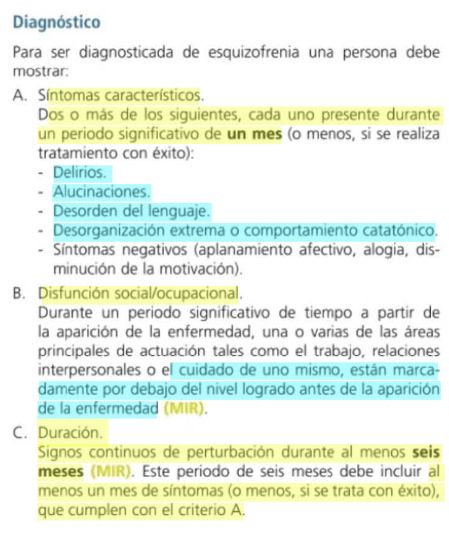 Diagnóstico
Para ser diagnosticada de esquizofrenia una persona debe
mostrar:
A. Síntomas característicos.
Dos o más de los siguientes, cada uno presente durante
un periodo significativo de un mes (o menos, si se realiza
tratamiento con éxito):
- Delirios.
- Alucinaciones.
- Desorden del lenguaje.
- Desorganización extrema o comportamiento catatónico.
- Síntomas negativos (aplanamiento afectivo, alogia, dis-
minución de la motivación).
B. Disfunción social/ocupacional.
Durante un periodo significativo de tiempo a partir de
la aparición de la enfermedad, una o varias de las áreas
principales de actuación tales como el trabajo, relaciones
interpersonales o el cuidado de uno mismo, están marca-
damente por debajo del nivel logrado antes de la aparición
de la enfermedad (MIR).
C. Duración.
Signos continuos de perturbación durante al menos seis
meses (MIR). Este periodo de seis meses debe incluir al
menos un mes de síntomas (o menos, si se trata con éxito),
que cumplen con el criterio A.